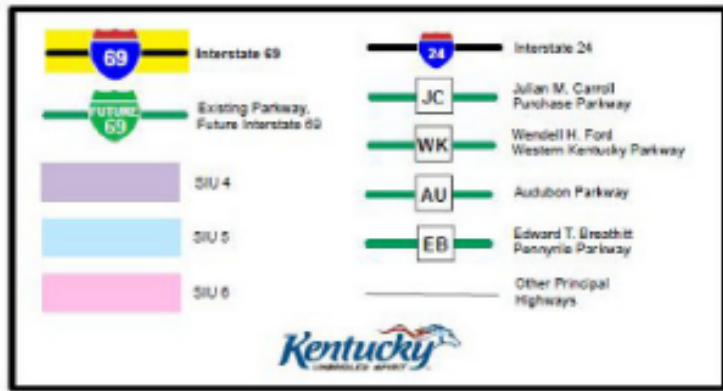 69
Interstate 69
FUTURE
69
Existing Parkway,
Future Interstate 69
SIU 4
SIU 5
SIU 6
24
Interstate 24
JC
Julian M. Carroll
Purchase Parkway
WK
Wendell H. Ford
Western Kentucky Parkway
AU
Audubon Parkway
EB
Edward T. Breathitt
Pennyrile Parkway
Other Principal
Highways
Kentucky
UNBRIDLED SPIRIT